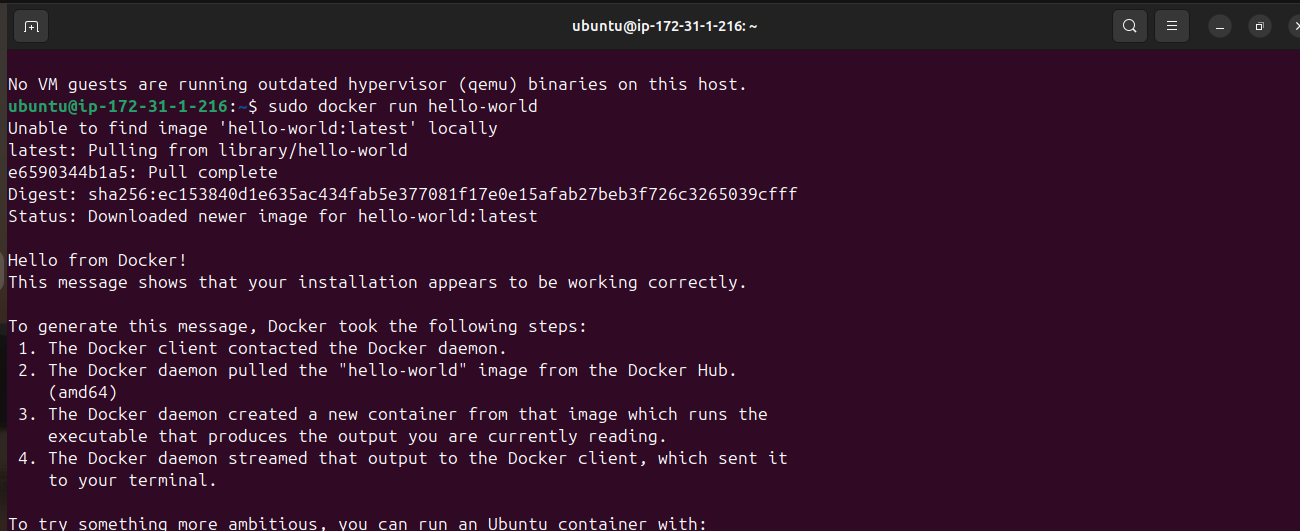 ubuntu@ip-172-31-1-216: ~
No VM guests are running outdated hypervisor (qemu) binaries on this host.
ubuntu@ip-172-31-1-216:~$ sudo docker run hello-world
Unable to find image 'hello-world:latest' locally
latest: Pulling from library/hello-world
e6590344b1a5: Pull complete
Digest: sha256:ec153840d1e635ac434fab5e377081f17e0e15afab27beb3f726c3265039cfff
Status: Downloaded newer image for hello-world:latest
Hello from Docker!
This message shows that your installation appears to be working correctly.
To generate this message, Docker took the following steps:
1. The Docker client contacted the Docker daemon.
2. The Docker daemon pulled the "hello-world" image from the Docker Hub.
(amd64)
3. The Docker daemon created a new container from that image which runs the
executable that produces the output you are currently reading.
4. The Docker daemon streamed that output to the Docker client, which sent it
to your terminal.
To try something more ambitious, you can run an Ubuntu container with: